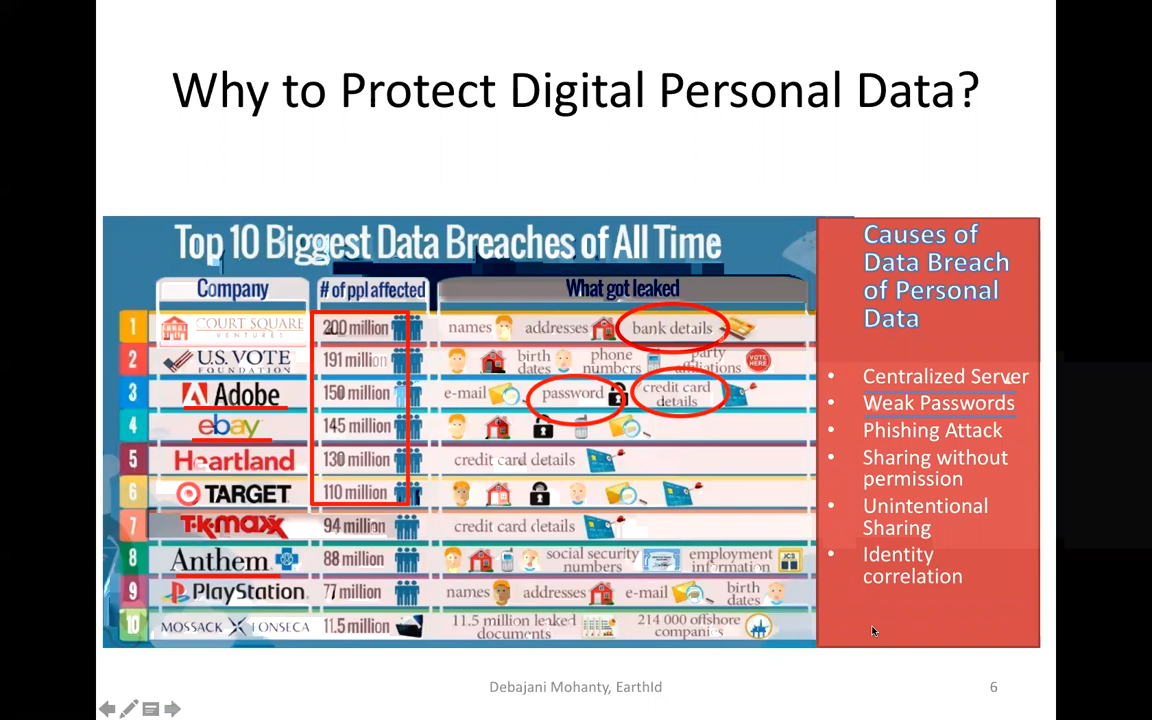 Why to Protect Digital Personal Data?
Top 10 Biggest Data Breaches of All Time
Company # of ppl affected What got leaked
1 COURT SQUARE VENTURES 200 million names addresses bank details
2 U.S. VOTE FOUNDATION 191 million birth dates phone numbers party affiliations VOTE HERE
3 Adobe 150 million e-mail password credit card details
4 ebay 145 million
5 Heartland 130 million credit card details
6 TARGET 110 million
7 T·K·maxx 94 million credit card details
8 Anthem 88 million social security numbers employment information JOB
9 PlayStation 77 million names addresses e-mail birth dates
10 MOSSACK FONSECA 11.5 million 11.5 million leaked documents 214 000 offshore companies
Causes of
Data Breach
of Personal
Data
• Centralized Server
• Weak Passwords
• Phishing Attack
• Sharing without
permission
• Unintentional
Sharing
• Identity
correlation
Debajani Mohanty, EarthId
6